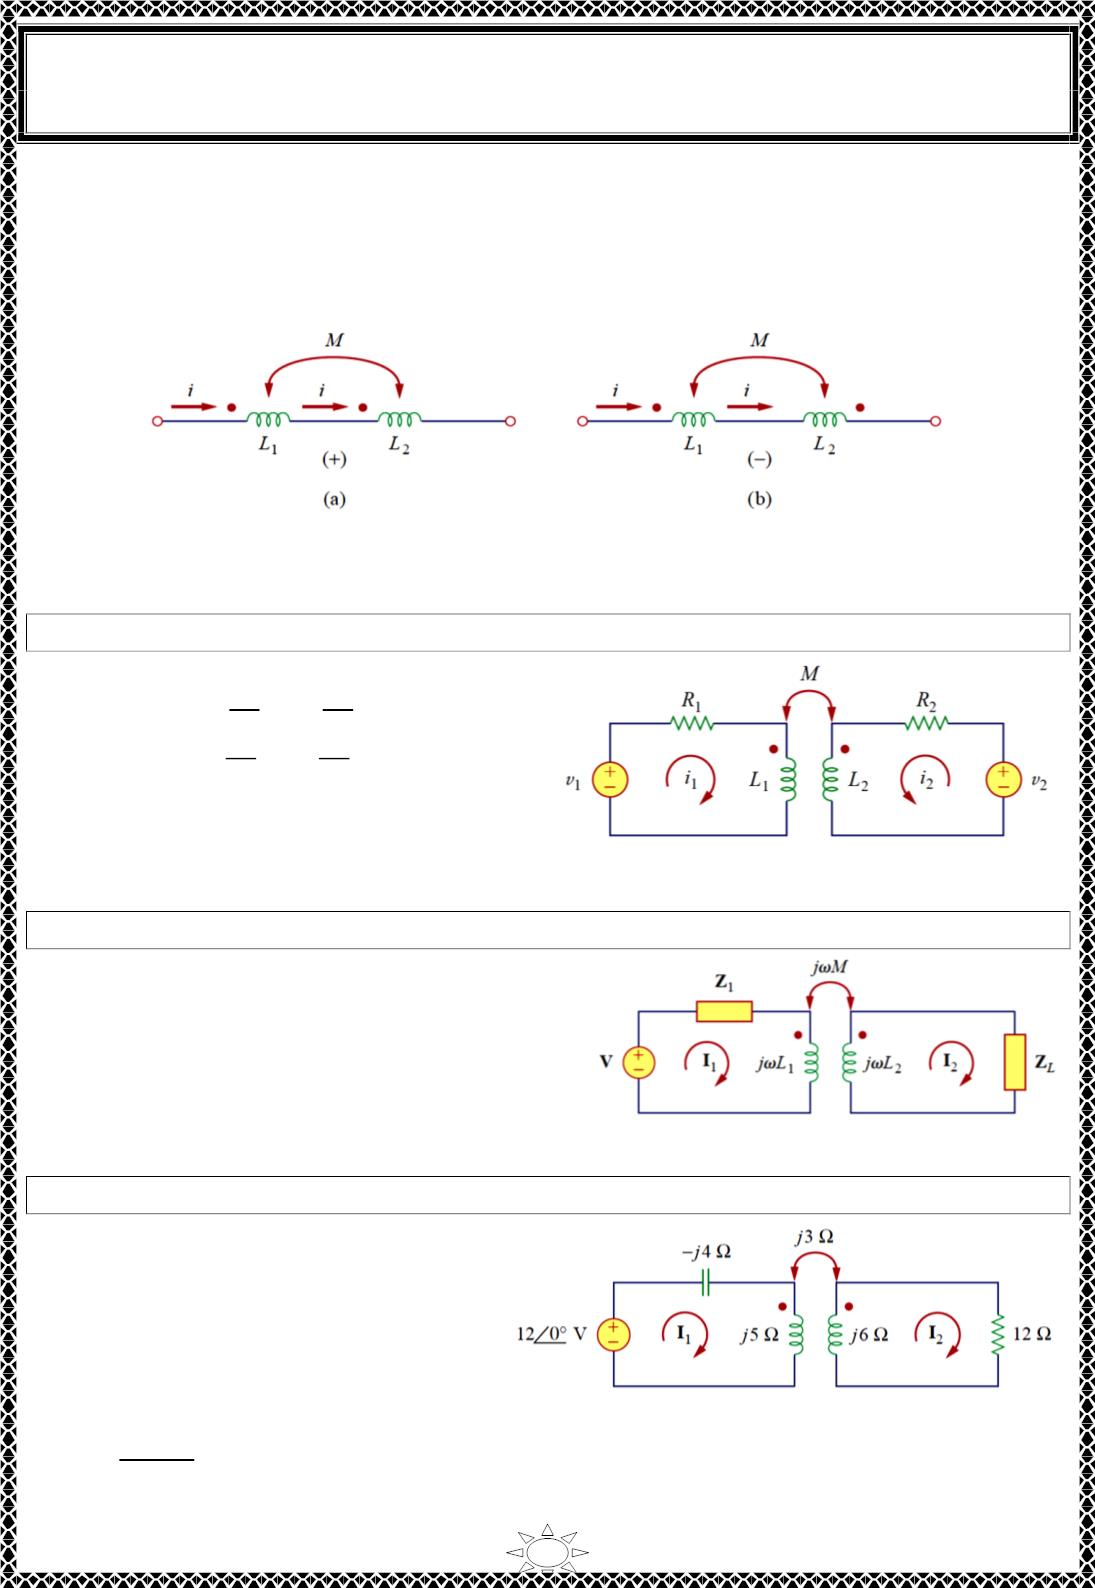 M M
i i i i
L1 L2 L1 L2
(+) (−)
(a) (b)
M
R1 R2
v1 + − i1 L1 L2 i2 + − v2
jωM
Z1
V + − I1 jωL1 jωL2 I2 ZL
j3 Ω
−j4 Ω
12∠0° V + − I1 j5 Ω j6 Ω I2 12 Ω